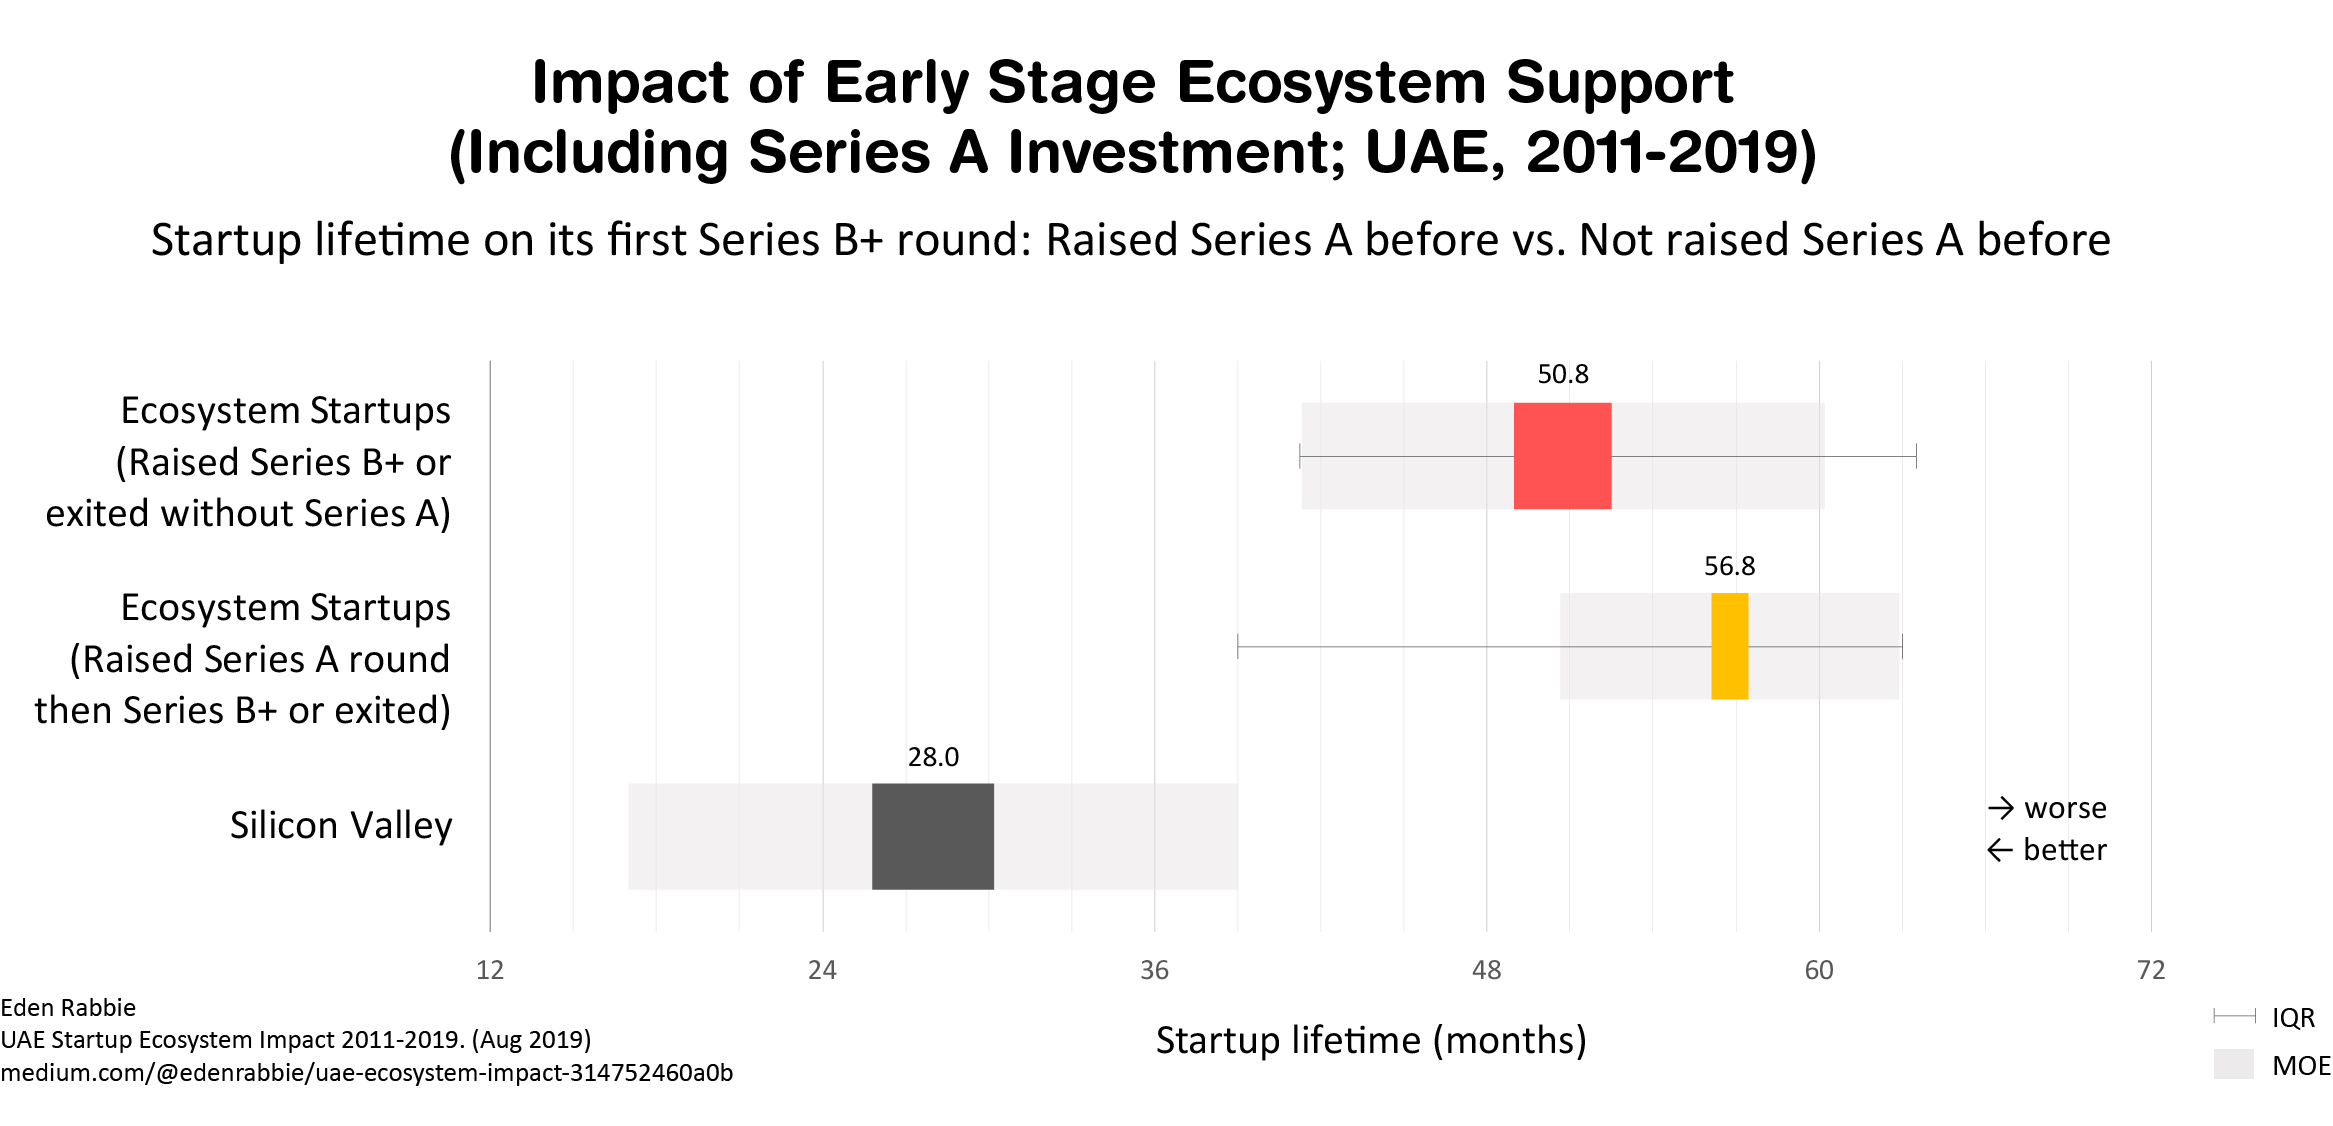 Impact of Early Stage Ecosystem Support
(Including Series A Investment; UAE, 2011-2019)
Startup lifetime on its first Series B+ round: Raised Series A before vs. Not raised Series A before
50.8
Ecosystem Startups
(Raised Series B+ or
exited without Series A)
56.8
Ecosystem Startups
(Raised Series A round
then Series B+ or exited)
28.0
Silicon Valley
→ worse
← better
12 24 36 48 60 72
Startup lifetime (months)
IQR
MOE
Eden Rabbie
UAE Startup Ecosystem Impact 2011-2019. (Aug 2019)
medium.com/@edenrabbie/uae-ecosystem-impact-314752460a0b